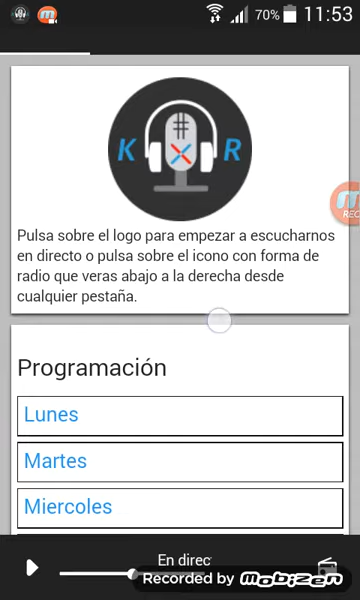 70% 11:53
K X R
Pulsa sobre el logo para empezar a escucharnos
en directo o pulsa sobre el icono con forma de
radio que veras abajo a la derecha desde
cualquier pestaña.
REC
Programación
Lunes
Martes
Miercoles
En direc
Recorded by mobizen